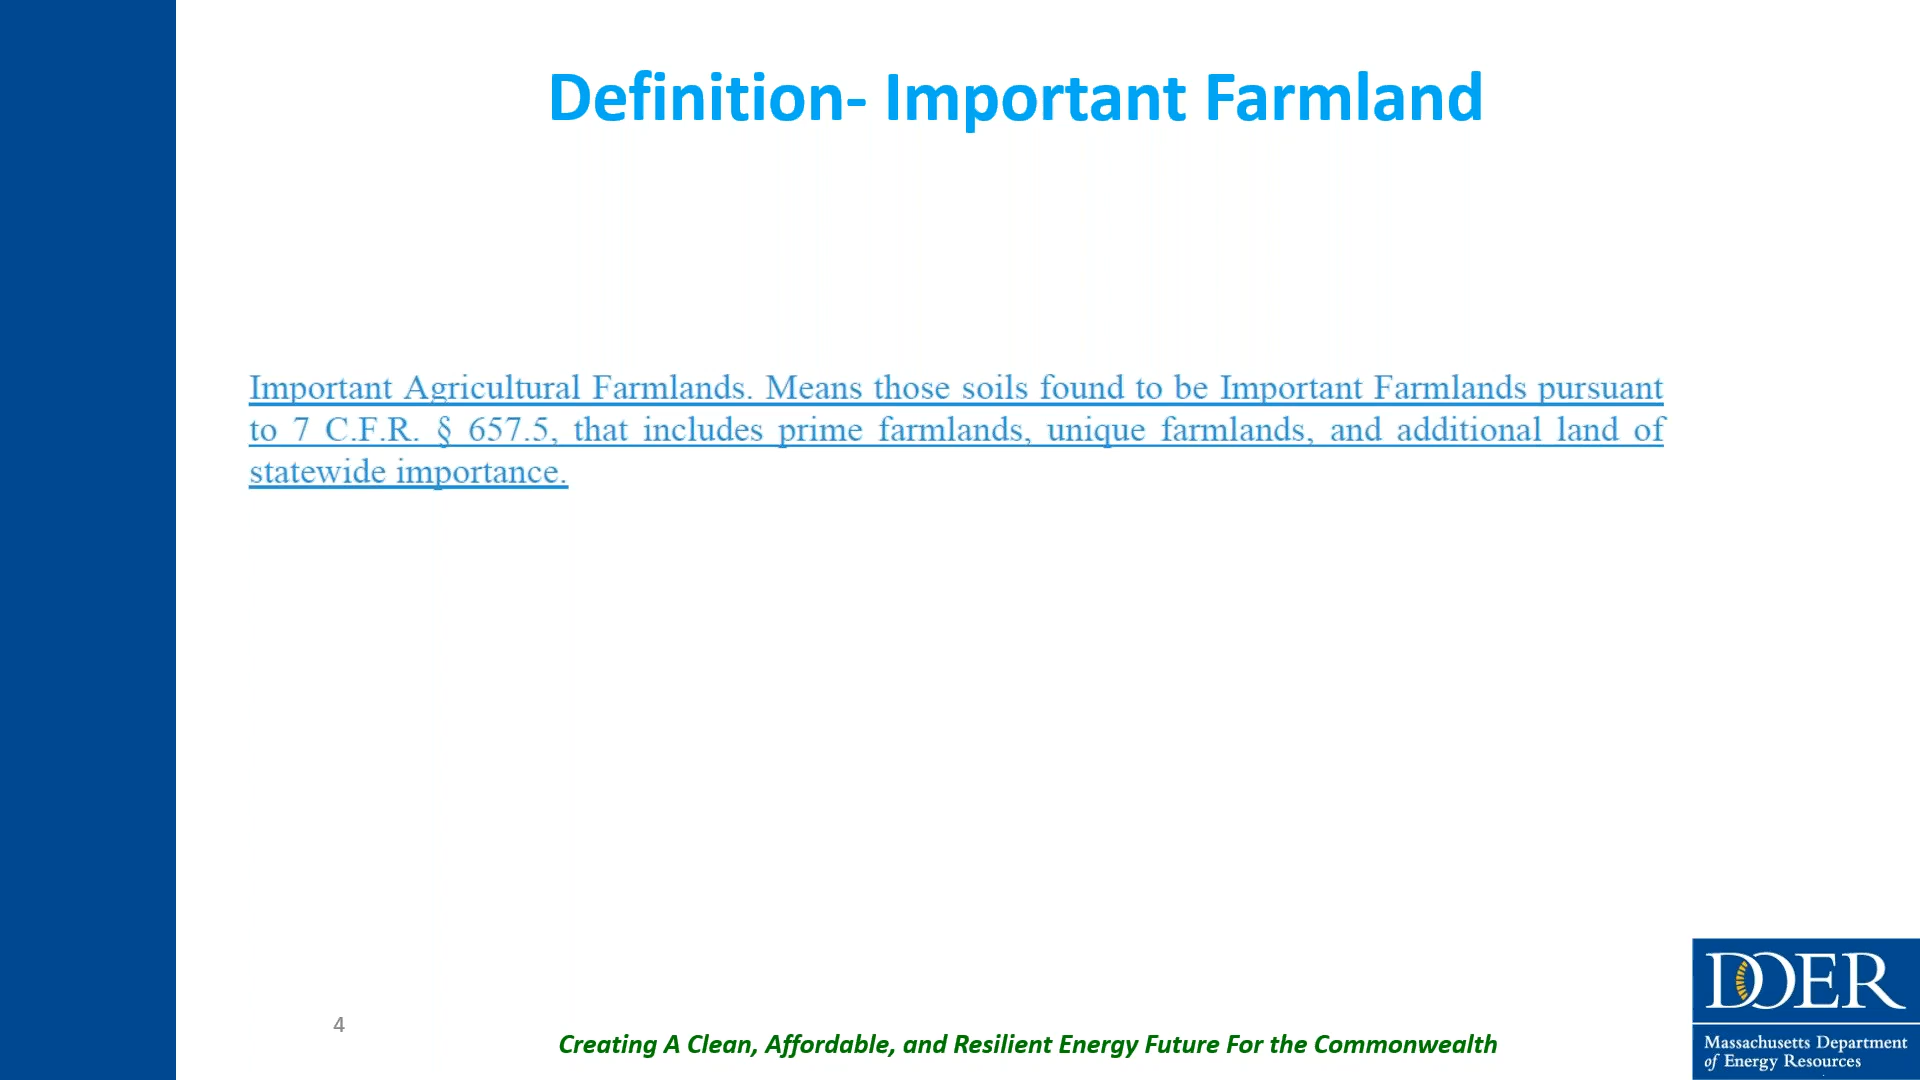 Definition- Important Farmland
Important Agricultural Farmlands. Means those soils found to be Important Farmlands pursuant
to 7 C.F.R. § 657.5, that includes prime farmlands, unique farmlands, and additional land of
statewide importance.
4
Creating A Clean, Affordable, and Resilient Energy Future For the Commonwealth
DOER
Massachusetts Department
of Energy Resources